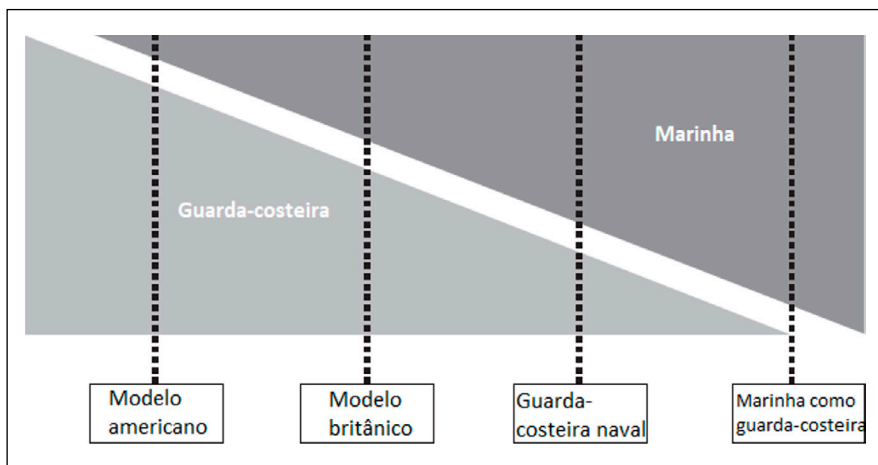 Marinha
Guarda-costeira
Modelo
americano
Modelo
britânico
Guarda-
costeira naval
Marinha como
guarda-costeira